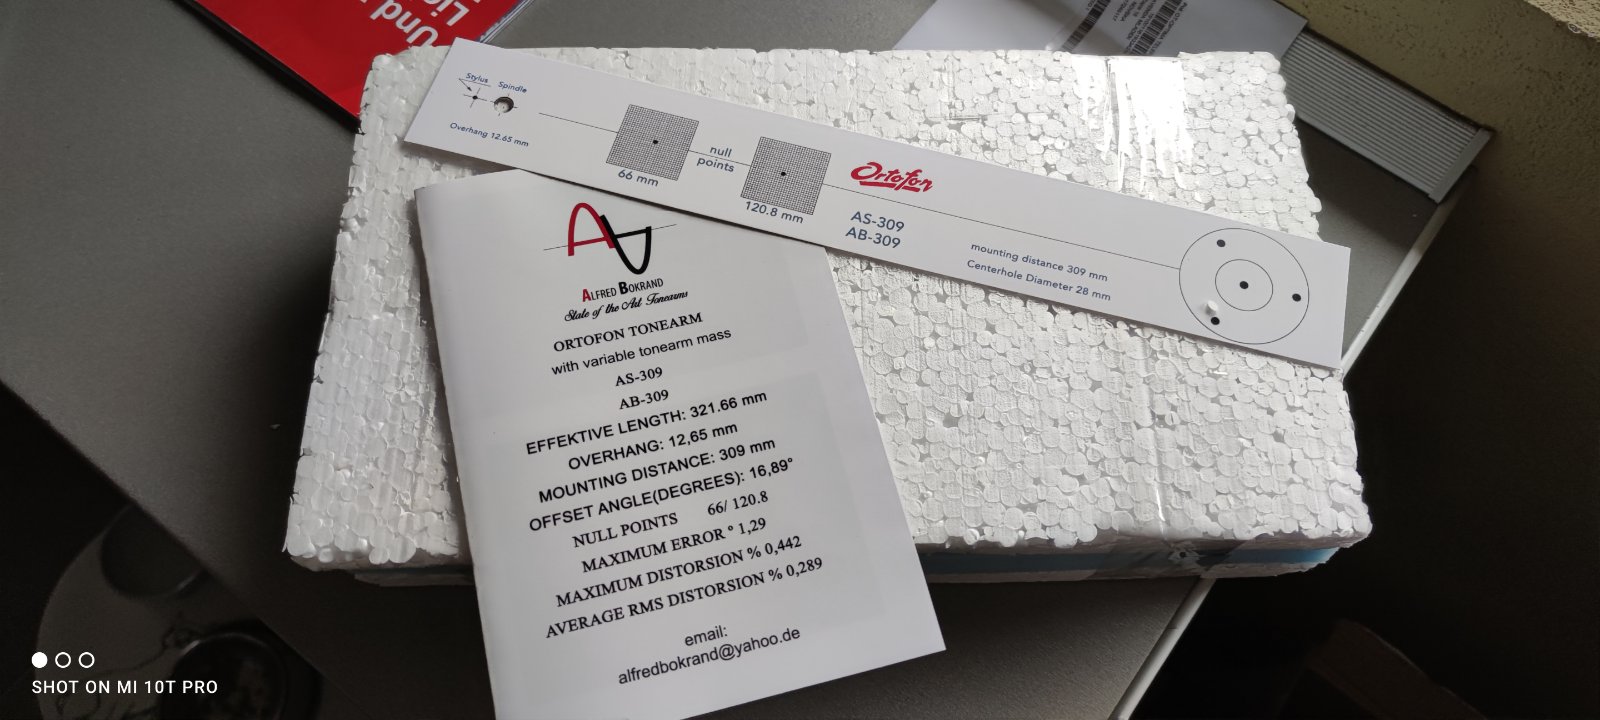 Und
Stylus
Spindle
Overhang 12.65 mm
66 mm
null
points
120.8 mm
Ortofon
AS-309
AB-309
mounting distance 309 mm
Centerhole Diameter 28 mm
ALFRED BOKRAND
State of the Art Tonearms
ORTOFON TONEARM
with variable tonearm mass
AS-309
AB-309
EFFEKTIVE LENGTH: 321.66 mm
OVERHANG: 12,65 mm
MOUNTING DISTANCE: 309 mm
OFFSET ANGLE(DEGREES): 16,89°
NULL POINTS 66/ 120.8
MAXIMUM ERROR ° 1,29
MAXIMUM DISTORSION % 0,442
AVERAGE RMS DISTORSION % 0,289
email:
alfredbokrand@yahoo.de
SHOT ON MI 10T PRO